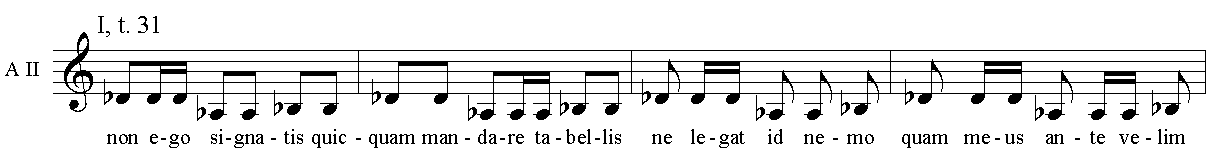 I, t. 31
A II
non e - go si - gna - tis quic - quam man - da - re ta - bel - lis ne le - gat id ne - mo quam me - us an - te ve - lim